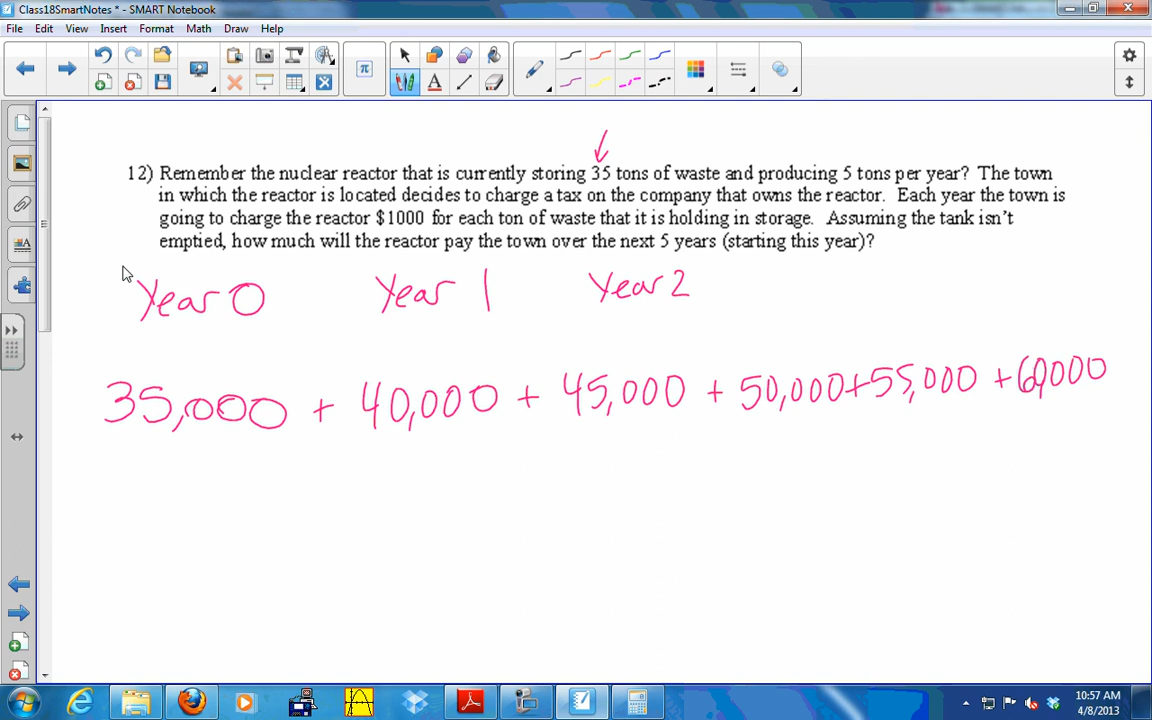 Class18SmartNotes * - SMART Notebook
File Edit View Insert Format Math Draw Help
π
A
12) Remember the nuclear reactor that is currently storing 35 tons of waste and producing 5 tons per year? The town
in which the reactor is located decides to charge a tax on the company that owns the reactor. Each year the town is
going to charge the reactor $1000 for each ton of waste that it is holding in storage. Assuming the tank isn't
emptied, how much will the reactor pay the town over the next 5 years (starting this year)?
Year 0 Year 1 Year 2
35,000 + 40,000 + 45,000 + 50,000+55,000 +60,000
10:57 AM
4/8/2013